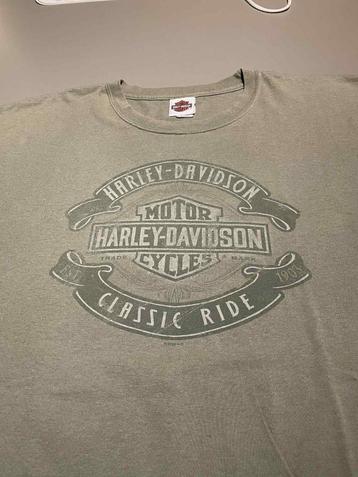 HARLEY-DAVIDSON
MOTOR
HARLEY-DAVIDSON
CYCLES
TRADE MARK
EST. 1903
CLASSIC RIDE